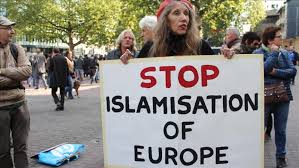 STOP
ISLAMISATION
OF
EUROPE